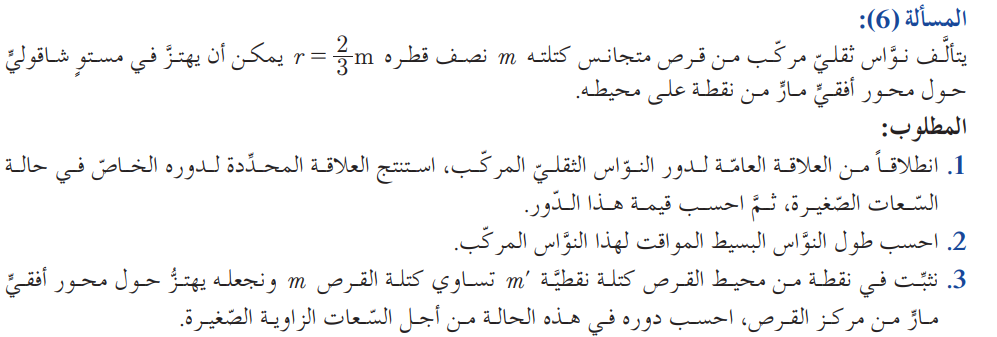 المسألة (6):
يتألَّف نوَّاس ثقليّ مركّب من قرص متجانس كتلته m نصف قطره r = 2/3 m يمكن أن يهتزَّ في مستوٍ شاقوليٍّ
حول محور أفقيٍّ مارٍّ من نقطة على محيطه.
المطلوب:
1. انطلاقاً من العلاقة العامّة لدور النوّاس الثقليّ المركّب، استنتج العلاقة المحدِّدة لدوره الخاصّ في حالة
السّعات الصّغيرة، ثمَّ احسب قيمة هذا الدّور.
2. احسب طول النوَّاس البسيط المواقت لهذا النوَّاس المركّب.
3. نثبِّت في نقطة من محيط القرص كتلة نقطيَّة m′ تساوي كتلة القرص m ونجعله يهتزُّ حول محور أفقيٍّ
مارٍّ من مركز القرص، احسب دوره في هذه الحالة من أجل السّعات الزاوية الصّغيرة.